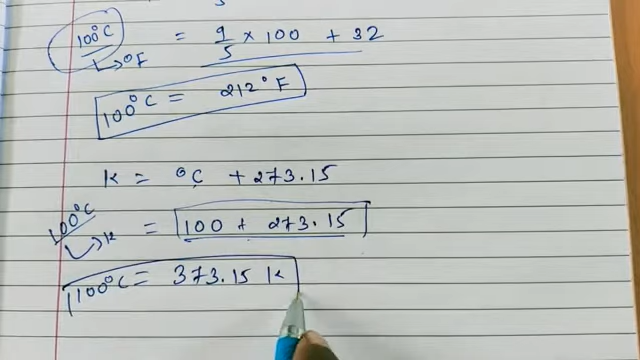 100°C = 9/5 × 100 + 32
→ °F
100°C = 212°F
K = °C + 273.15
100°C = 100 + 273.15
→ K
100°C = 373.15 K